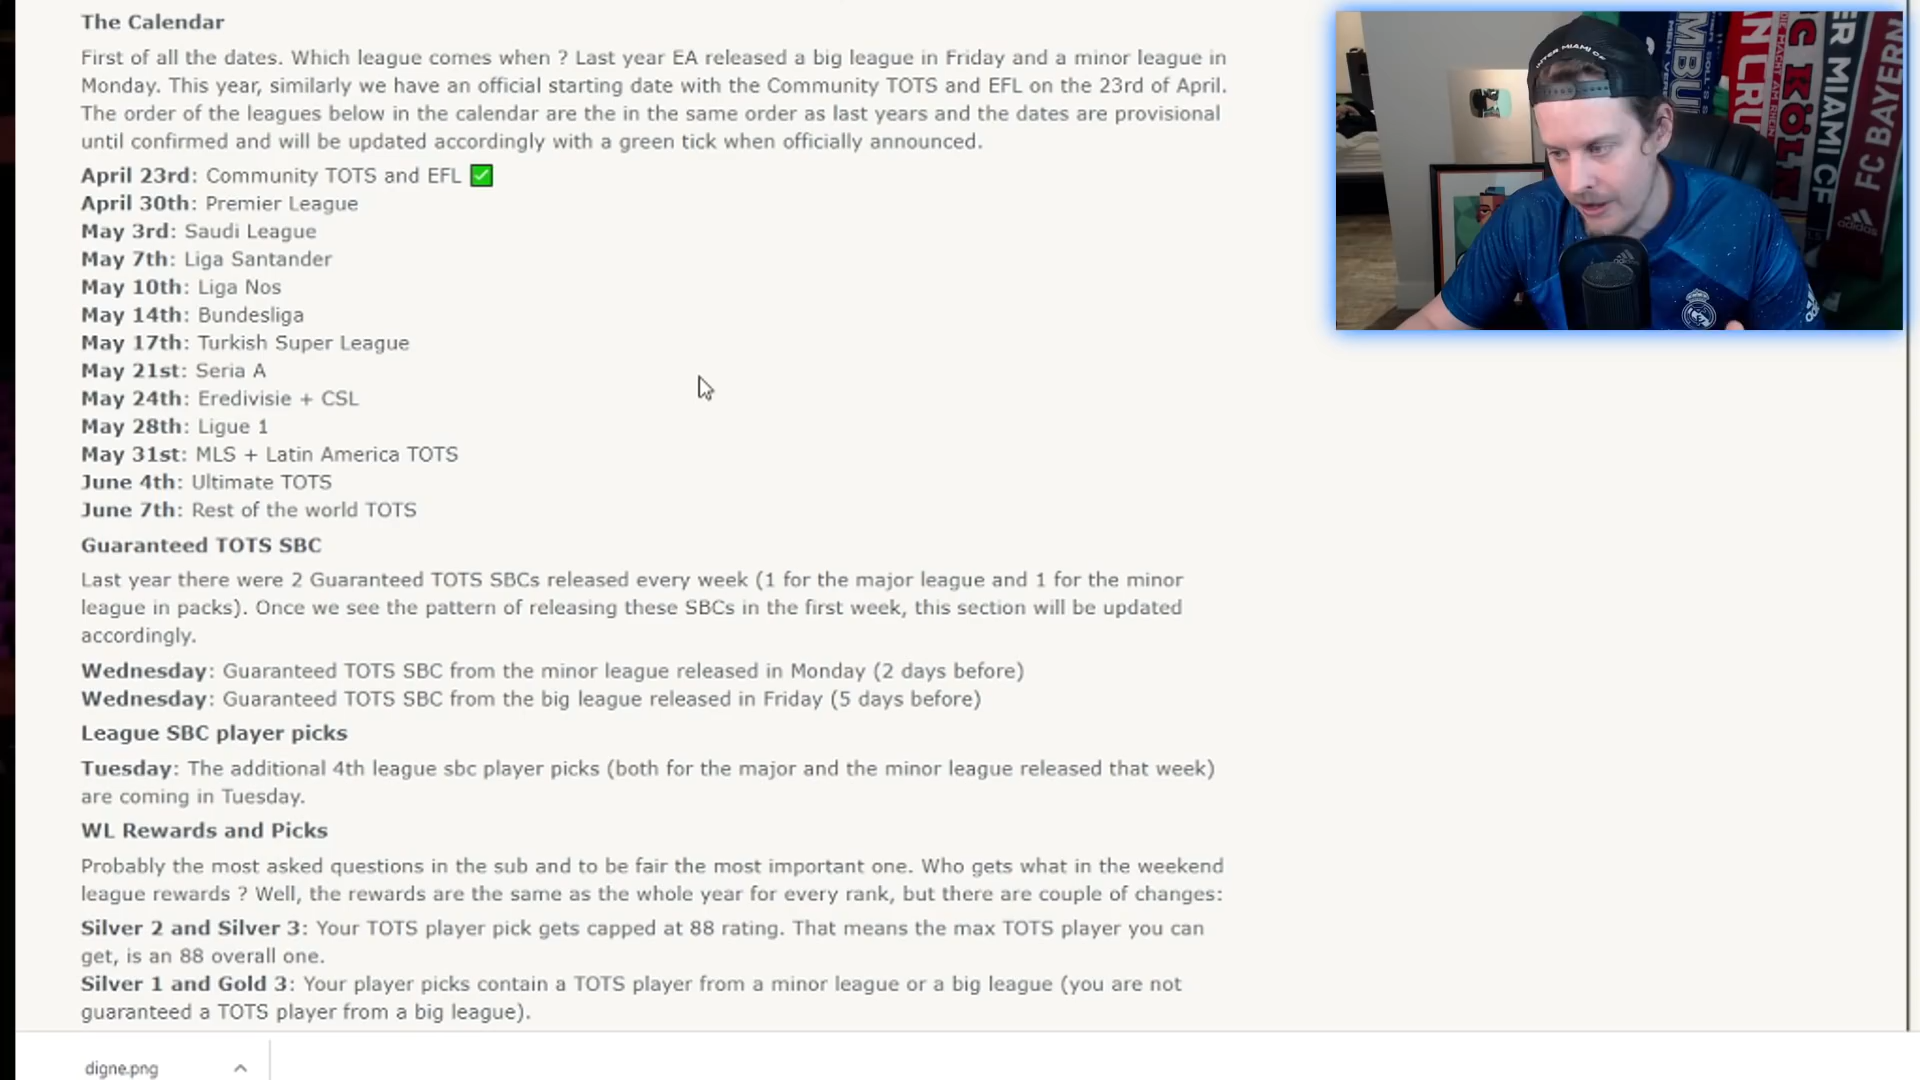 The Calendar
First of all the dates. Which league comes when ? Last year EA released a big league in Friday and a minor league in
Monday. This year, similarly we have an official starting date with the Community TOTS and EFL on the 23rd of April.
The order of the leagues below in the calendar are the in the same order as last years and the dates are provisional
until confirmed and will be updated accordingly with a green tick when officially announced.
April 23rd: Community TOTS and EFL ✅
April 30th: Premier League
May 3rd: Saudi League
May 7th: Liga Santander
May 10th: Liga Nos
May 14th: Bundesliga
May 17th: Turkish Super League
May 21st: Seria A
May 24th: Eredivisie + CSL
May 28th: Ligue 1
May 31st: MLS + Latin America TOTS
June 4th: Ultimate TOTS
June 7th: Rest of the world TOTS
Guaranteed TOTS SBC
Last year there were 2 Guaranteed TOTS SBCs released every week (1 for the major league and 1 for the minor
league in packs). Once we see the pattern of releasing these SBCs in the first week, this section will be updated
accordingly.
Wednesday: Guaranteed TOTS SBC from the minor league released in Monday (2 days before)
Wednesday: Guaranteed TOTS SBC from the big league released in Friday (5 days before)
League SBC player picks
Tuesday: The additional 4th league sbc player picks (both for the major and the minor league released that week)
are coming in Tuesday.
WL Rewards and Picks
Probably the most asked questions in the sub and to be fair the most important one. Who gets what in the weekend
league rewards ? Well, the rewards are the same as the whole year for every rank, but there are couple of changes:
Silver 2 and Silver 3: Your TOTS player pick gets capped at 88 rating. That means the max TOTS player you can
get, is an 88 overall one.
Silver 1 and Gold 3: Your player picks contain a TOTS player from a minor league or a big league (you are not
guaranteed a TOTS player from a big league).
digne.png
INTER MIAMI CF
KÖLN
ER MIAMI CF
FC BAYERN
adidas